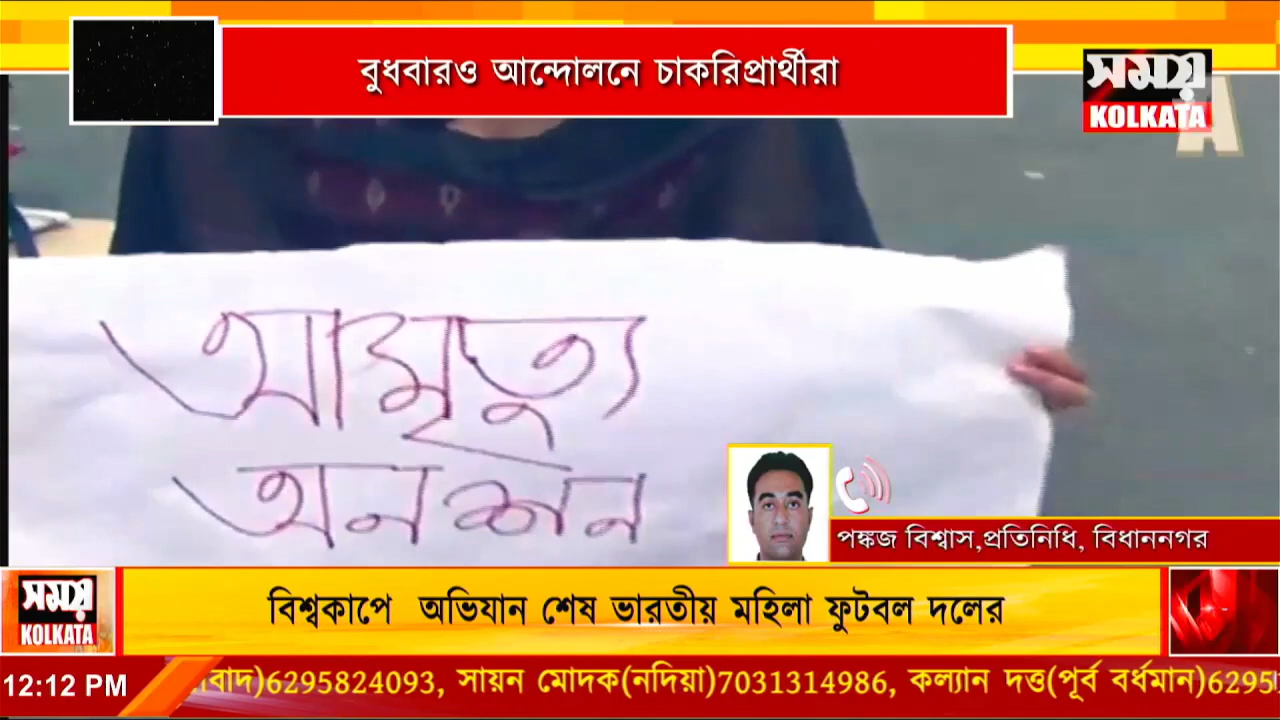 বুধবারও আন্দোলনে চাকরিপ্রার্থীরা
সময়
KOLKATA
A
আমৃত্যু
অনশন
পঙ্কজ বিশ্বাস,প্রতিনিধি, বিধাননগর
সময়
KOLKATA
বিশ্বকাপে অভিযান শেষ ভারতীয় মহিলা ফুটবল দলের
12:12 PM
বাদ)6295824093, সায়ন মোদক(নদিয়া)7031314986, কল্যান দত্ত(পূর্ব বর্ধমান)6295